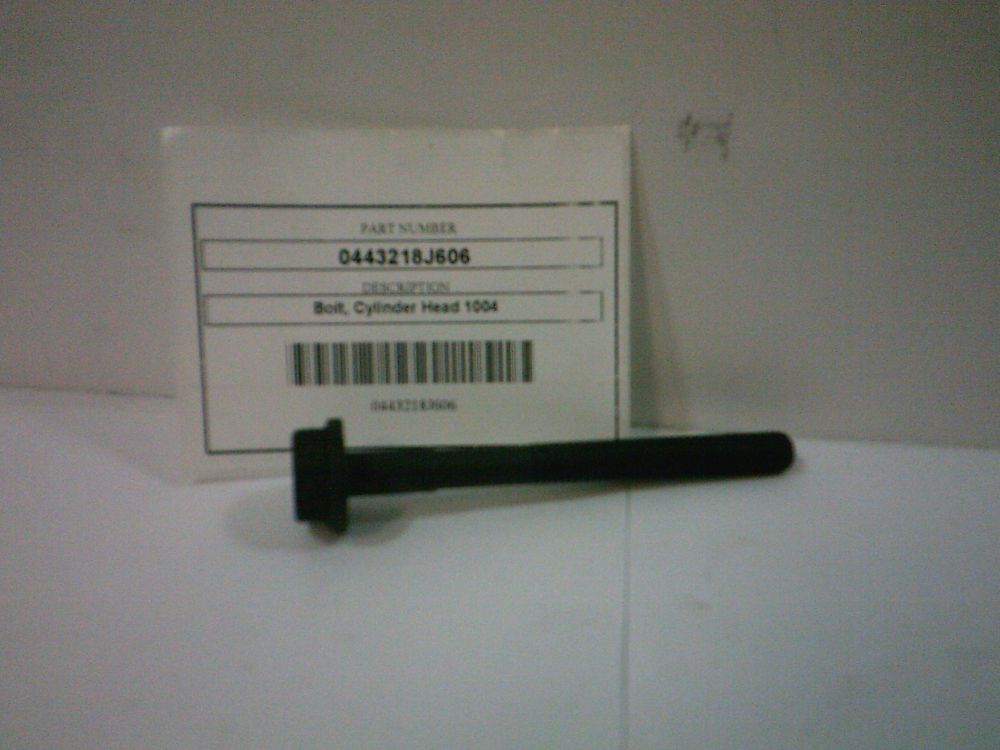 PART NUMBER
0443218J606
DESCRIPTION
Bolt, Cylinder Head 1004
0443218J606